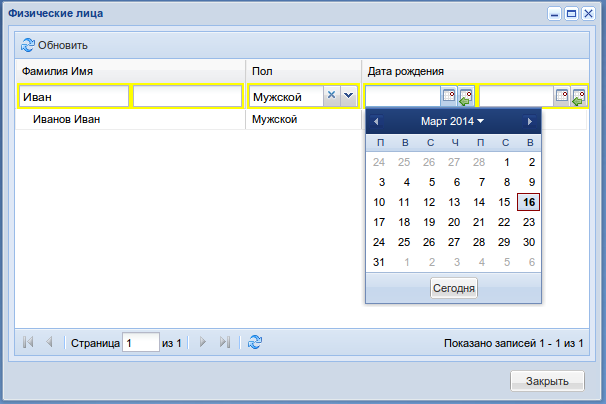 Физические лица
Обновить
Фамилия Имя Пол Дата рождения
Иван Мужской
Иванов Иван Мужской
Март 2014
П В С Ч П С В
24 25 26 27 28 1 2
3 4 5 6 7 8 9
10 11 12 13 14 15 16
17 18 19 20 21 22 23
24 25 26 27 28 29 30
31 1 2 3 4 5 6
Сегодня
Страница 1 из 1 Показано записей 1 - 1 из 1
Закрыть